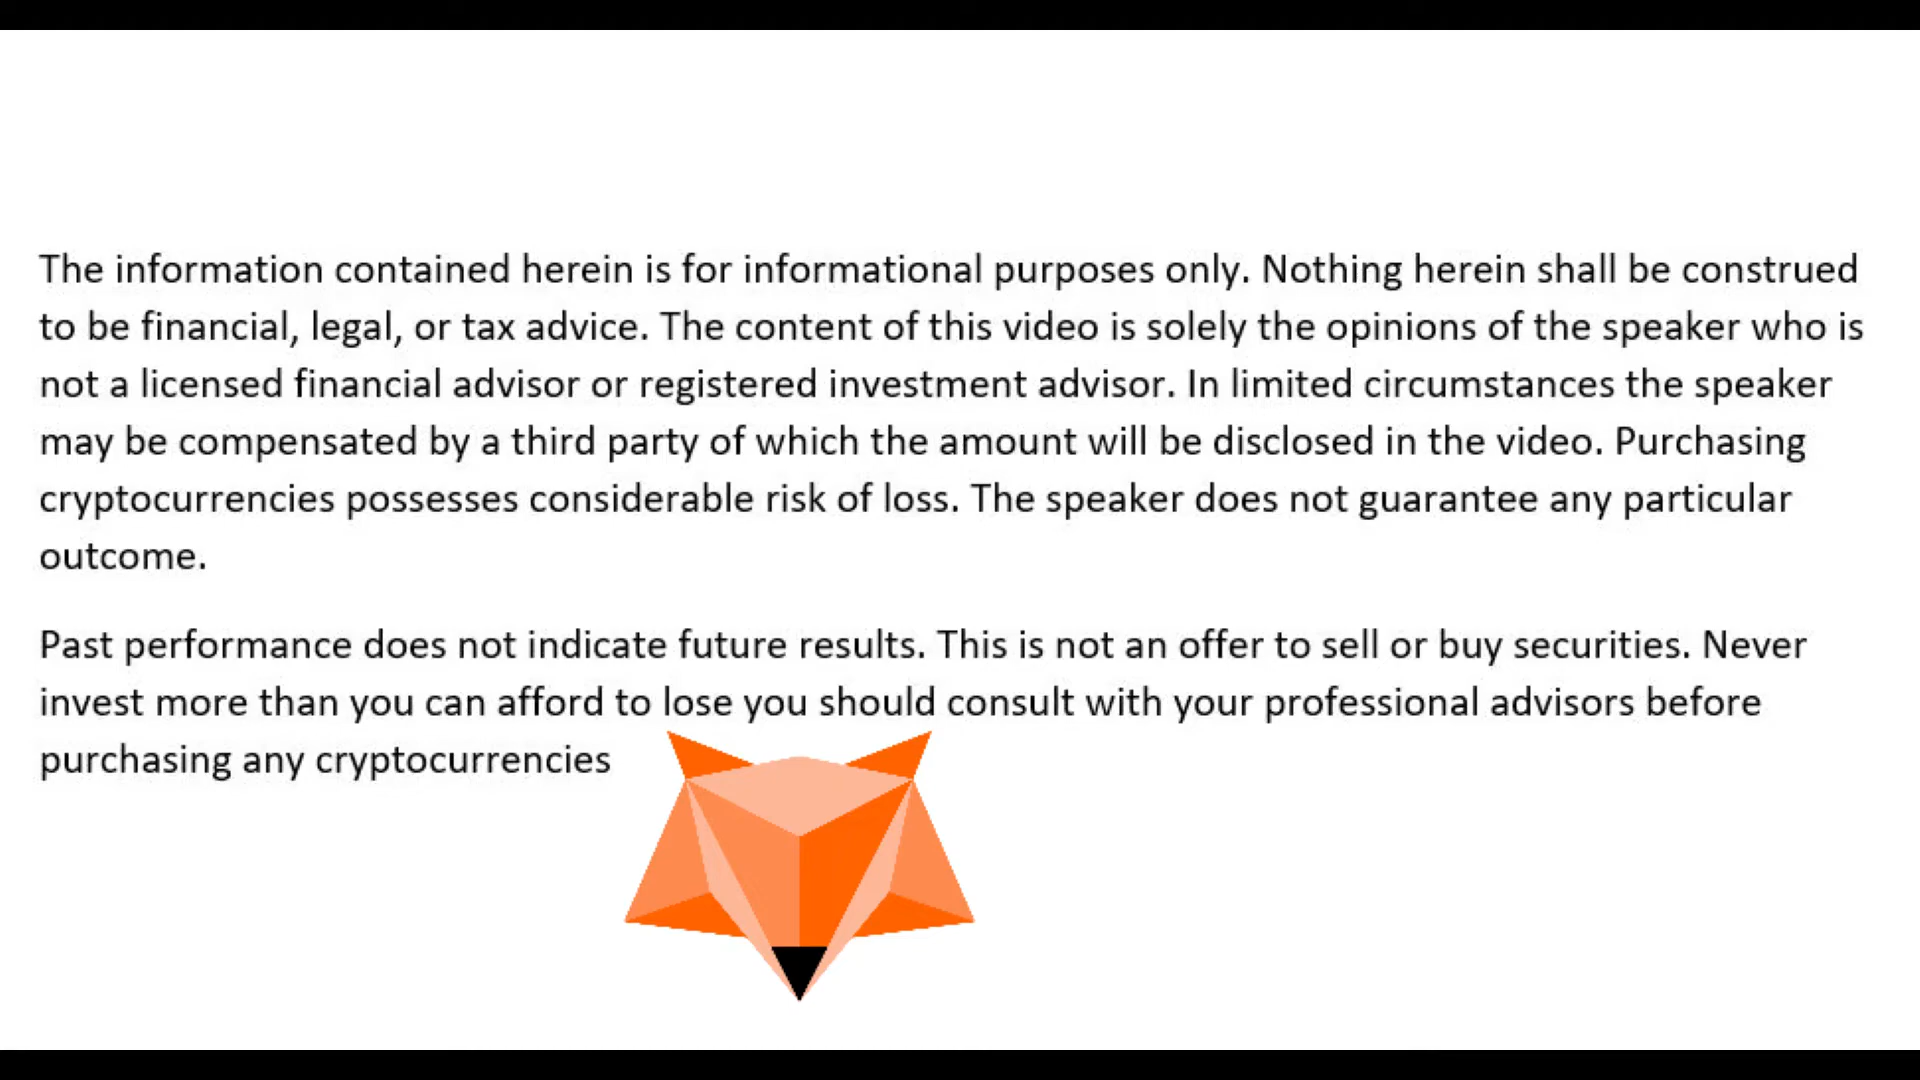 The information contained herein is for informational purposes only. Nothing herein shall be construed
to be financial, legal, or tax advice. The content of this video is solely the opinions of the speaker who is
not a licensed financial advisor or registered investment advisor. In limited circumstances the speaker
may be compensated by a third party of which the amount will be disclosed in the video. Purchasing
cryptocurrencies possesses considerable risk of loss. The speaker does not guarantee any particular
outcome.
Past performance does not indicate future results. This is not an offer to sell or buy securities. Never
invest more than you can afford to lose you should consult with your professional advisors before
purchasing any cryptocurrencies